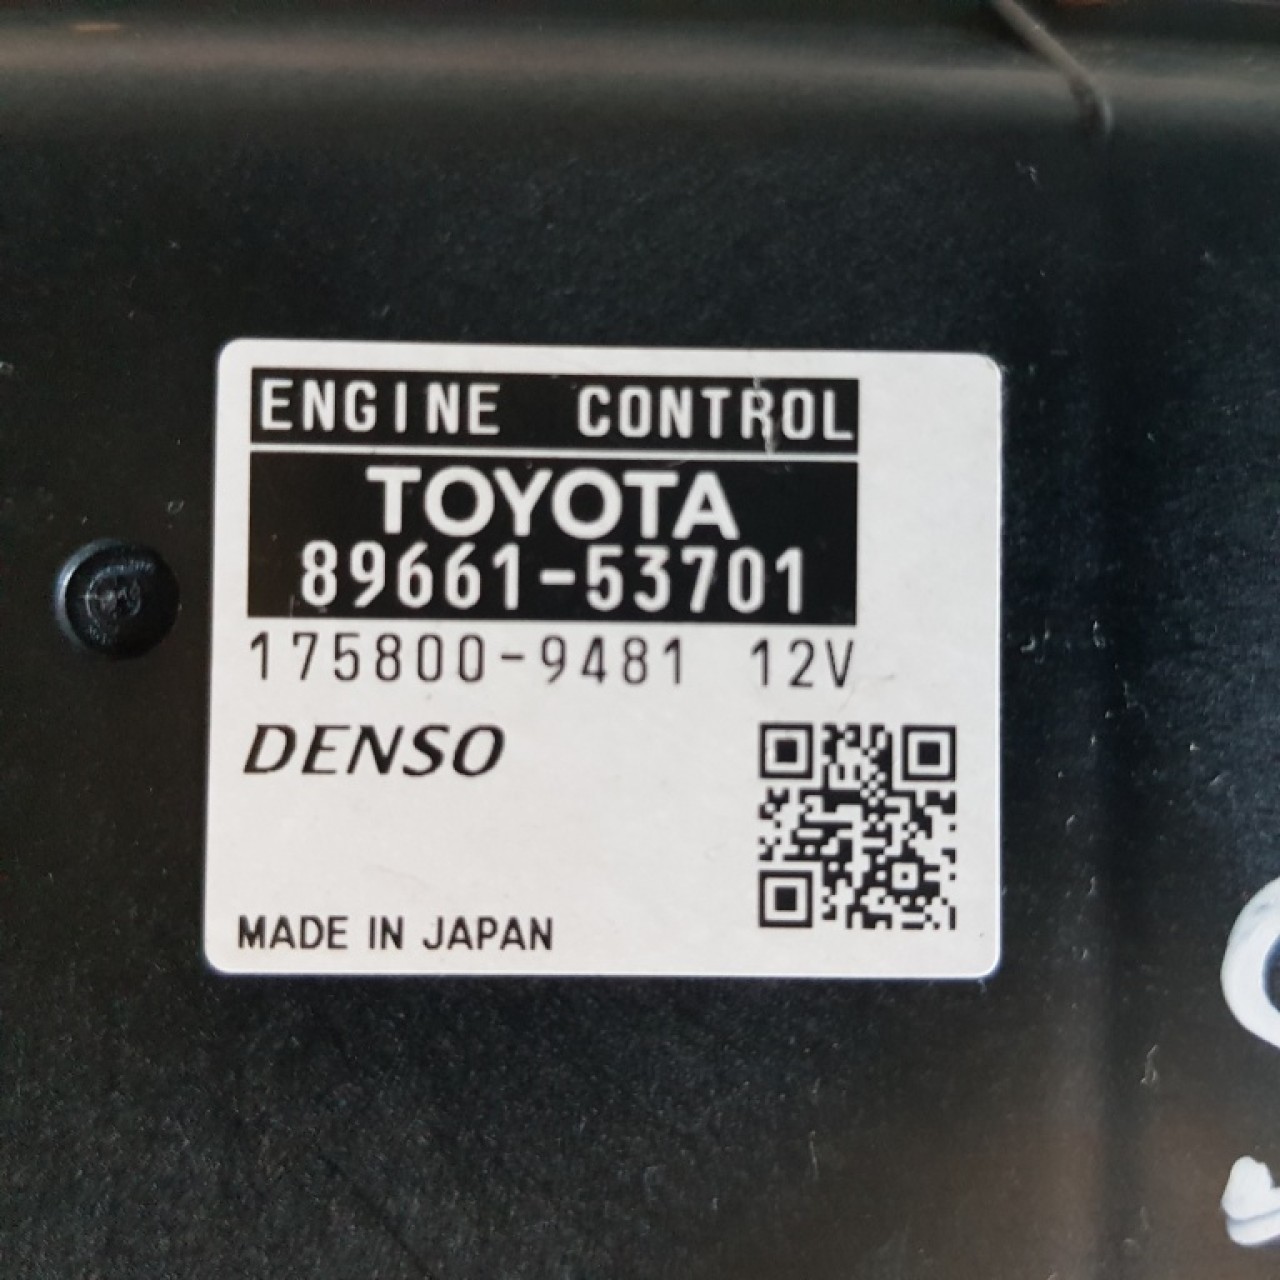 ENGINE CONTROL
TOYOTA
89661-53701
175800-9481 12V
DENSO
MADE IN JAPAN